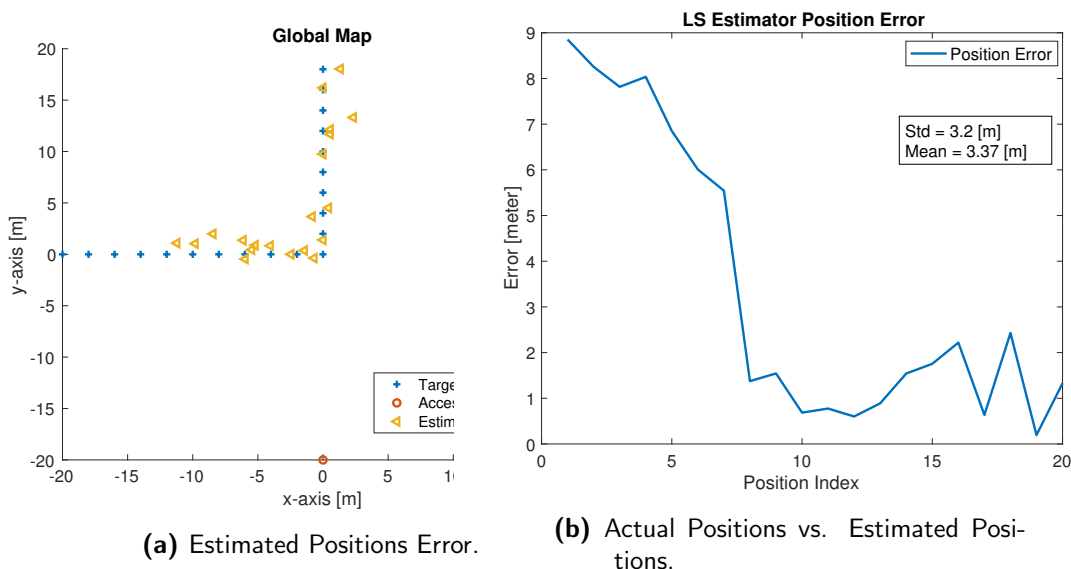 Global Map
20
15
10
5
0
-5
-10
-15
-20
y-axis [m]
-20
-15
-10
-5
0
5
10
x-axis [m]
Targe
Acces
Estim
(a) Estimated Positions Error.
LS Estimator Position Error
9
8
7
6
5
4
3
2
1
0
Error [meter]
0
5
10
15
20
Position Index
Position Error
Std = 3.2 [m]
Mean = 3.37 [m]
(b) Actual Positions vs. Estimated Posi-
tions.